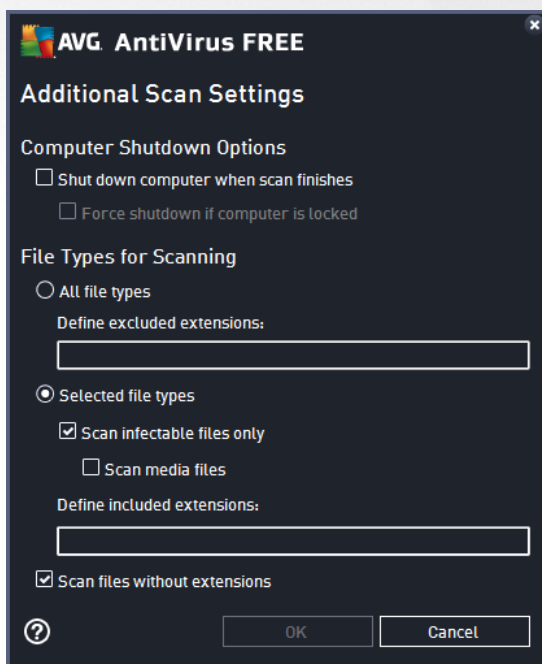 AVG. AntiVirus FREE
Additional Scan Settings
Computer Shutdown Options
Shut down computer when scan finishes
Force shutdown if computer is locked
File Types for Scanning
All file types
Define excluded extensions:
Selected file types
Scan infectable files only
Scan media files
Define included extensions:
Scan files without extensions
? OK Cancel